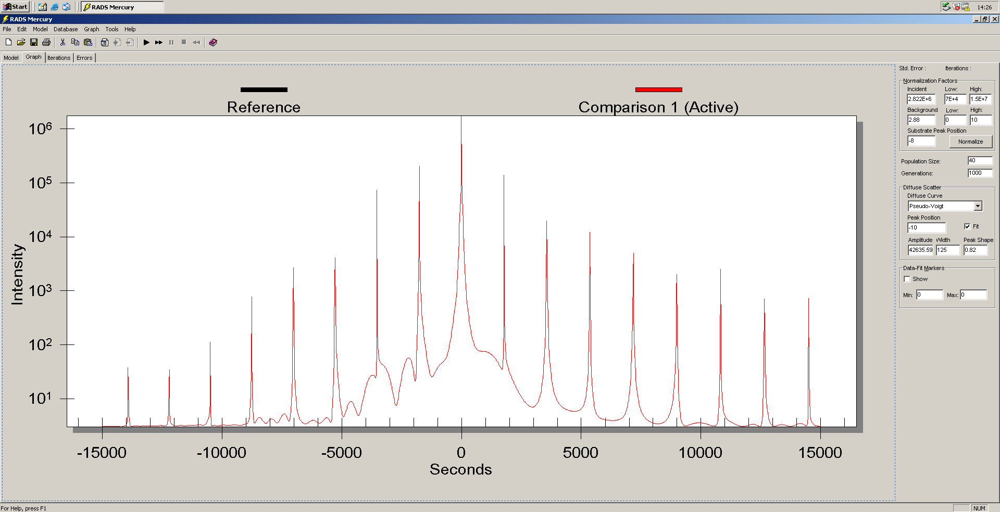 Start RADS Mercury 14:26
RADS Mercury
File Edit Model Database Graph Tools Help
Model Graph Iterations Errors
Reference
Comparison 1 (Active)
10^6
10^5
10^4
10^3
10^2
10^1
Intensity
-15000 -10000 -5000 0 5000 10000 15000
Seconds
Std. Error : Iterations :
Normalization Factors
Incident Low: High:
2.822E+6 7E+4 1.5E+7
Background Low: High:
2.88 0 10
Substrate Peak Position
-8 Normalize
Population Size: 40
Generations: 1000
Diffuse Scatter
Diffuse Curve
Pseudo-Voigt
Peak Position
-10 Fit
Amplitude Width Peak Shape
42635.59 125 0.82
Data-Fit Markers
Show
Min: 0 Max: 0
For Help, press F1 NUM